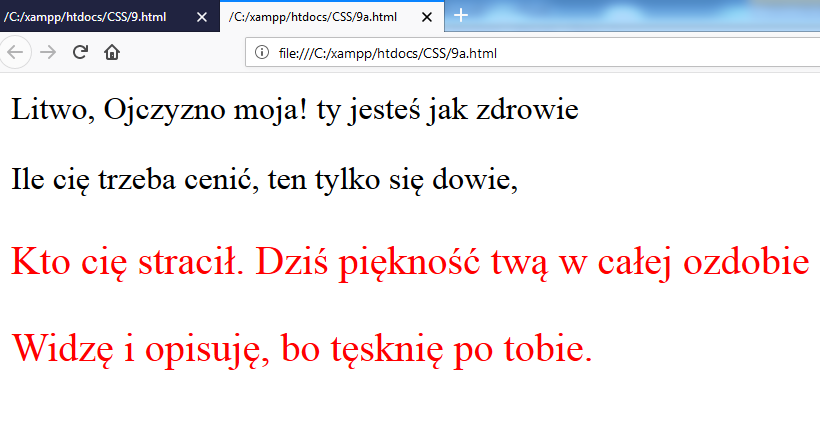 /C:/xampp/htdocs/CSS/9.html
/C:/xampp/htdocs/CSS/9a.html
file:///C:/xampp/htdocs/CSS/9a.html
Litwo, Ojczyzno moja! ty jesteś jak zdrowie
Ile cię trzeba cenić, ten tylko się dowie,
Kto cię stracił. Dziś piękność twą w całej ozdobie
Widzę i opisuję, bo tęsknię po tobie.